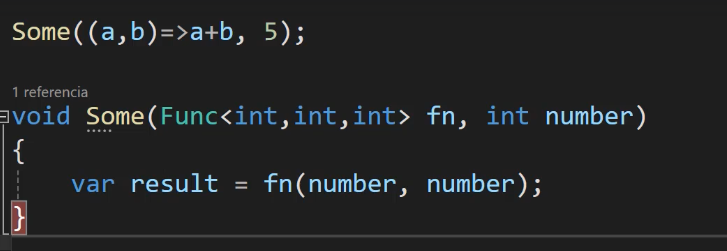 Some((a,b)=>a+b, 5);
1 referencia
void Some(Func<int,int,int> fn, int number)
{
var result = fn(number, number);
}